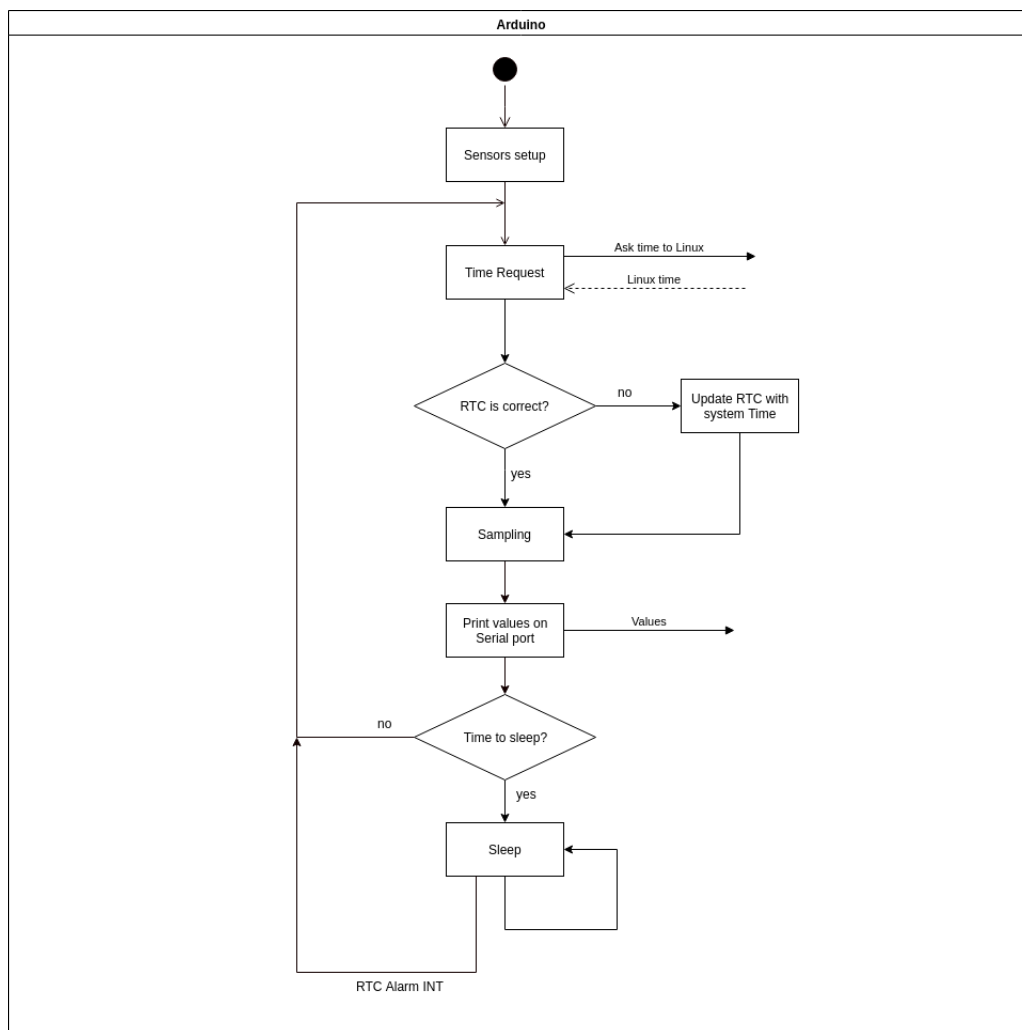 Arduino
Sensors setup
Ask time to Linux
Time Request
Linux time
RTC is correct?
no
Update RTC with
system Time
yes
Sampling
Print values on
Serial port
Values
no
Time to sleep?
yes
Sleep
RTC Alarm INT